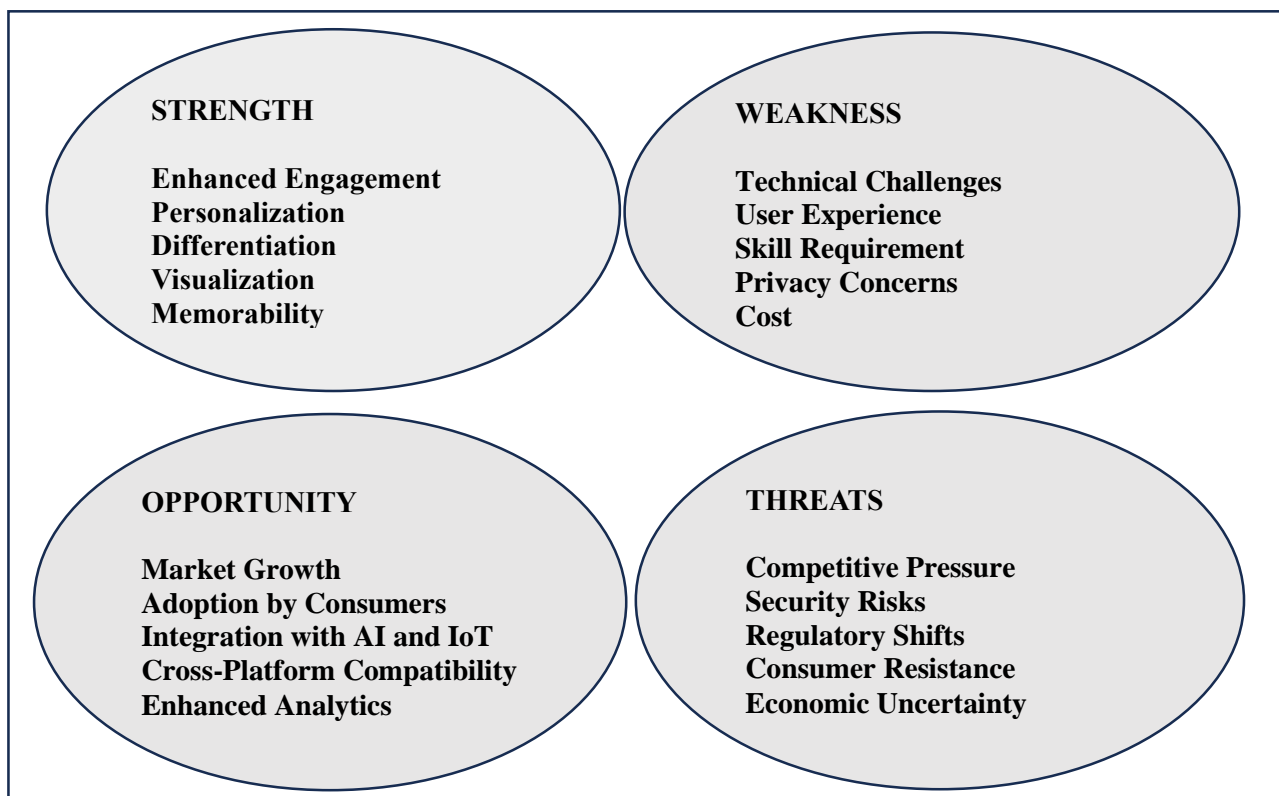 STRENGTH
Enhanced Engagement
Personalization
Differentiation
Visualization
Memorability
WEAKNESS
Technical Challenges
User Experience
Skill Requirement
Privacy Concerns
Cost
OPPORTUNITY
Market Growth
Adoption by Consumers
Integration with AI and IoT
Cross-Platform Compatibility
Enhanced Analytics
THREATS
Competitive Pressure
Security Risks
Regulatory Shifts
Consumer Resistance
Economic Uncertainty